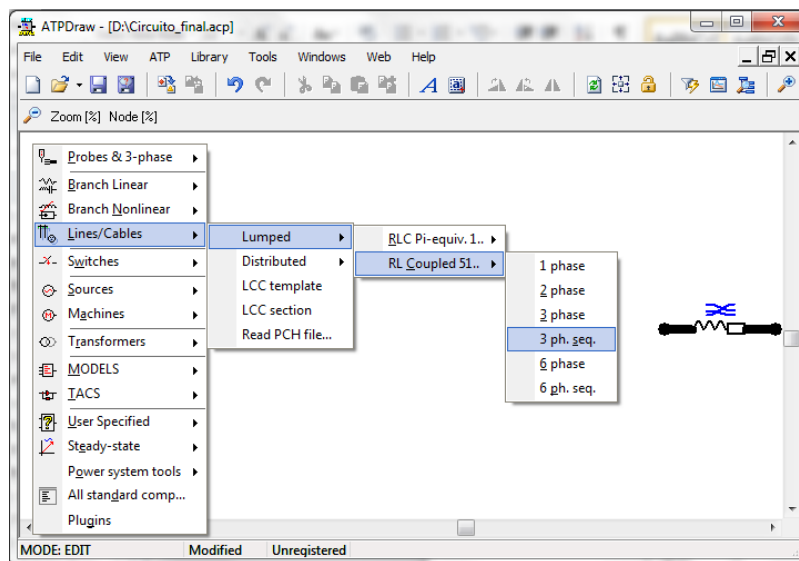 ATPDraw - [D:\Circuito_final.acp]
File Edit View ATP Library Tools Windows Web Help
Zoom [%] Node [%]
Probes & 3-phase
Branch Linear
Branch Nonlinear
Lines/Cables
Switches
Sources
Machines
Transformers
MODELS
TACS
User Specified
Steady-state
Power system tools
All standard comp...
Plugins
Lumped
Distributed
LCC template
LCC section
Read PCH file...
RLC Pi-equiv. 1..
RL Coupled 51..
1 phase
2 phase
3 phase
3 ph. seq.
6 phase
6 ph. seq.
MODE: EDIT Modified Unregistered